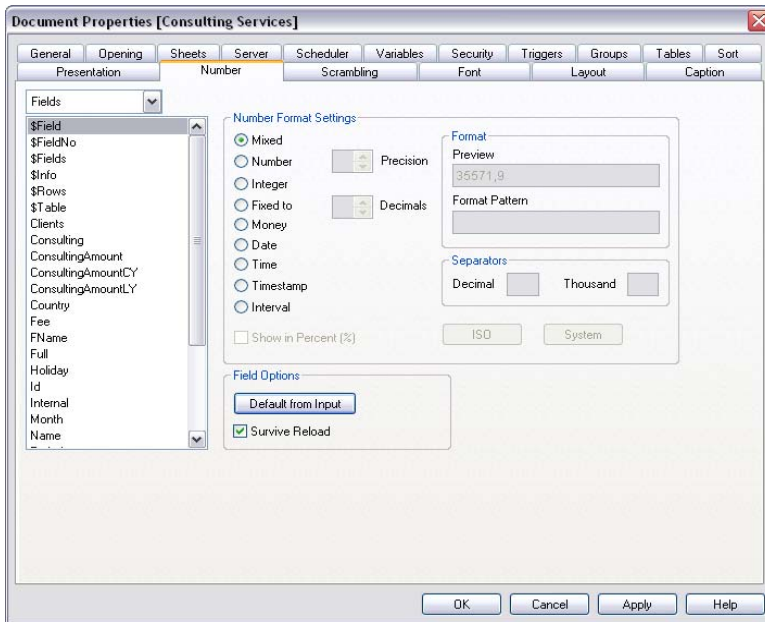 Document Properties [Consulting Services]
General Opening Sheets Server Scheduler Variables Security Triggers Groups Tables Sort
Presentation Number Scrambling Font Layout Caption
Fields
$Field
$FieldNo
$Fields
$Info
$Rows
$Table
Clients
Consulting
ConsultingAmount
ConsultingAmountCY
ConsultingAmountLY
Country
Fee
FName
Full
Holiday
Id
Internal
Month
Name
Number Format Settings
Mixed
Number Precision
Integer
Fixed to Decimals
Money
Date
Time
Timestamp
Interval
Show in Percent (%)
Format
Preview
35571,9
Format Pattern
Separators
Decimal Thousand
ISO System
Field Options
Default from Input
Survive Reload
OK Cancel Apply Help